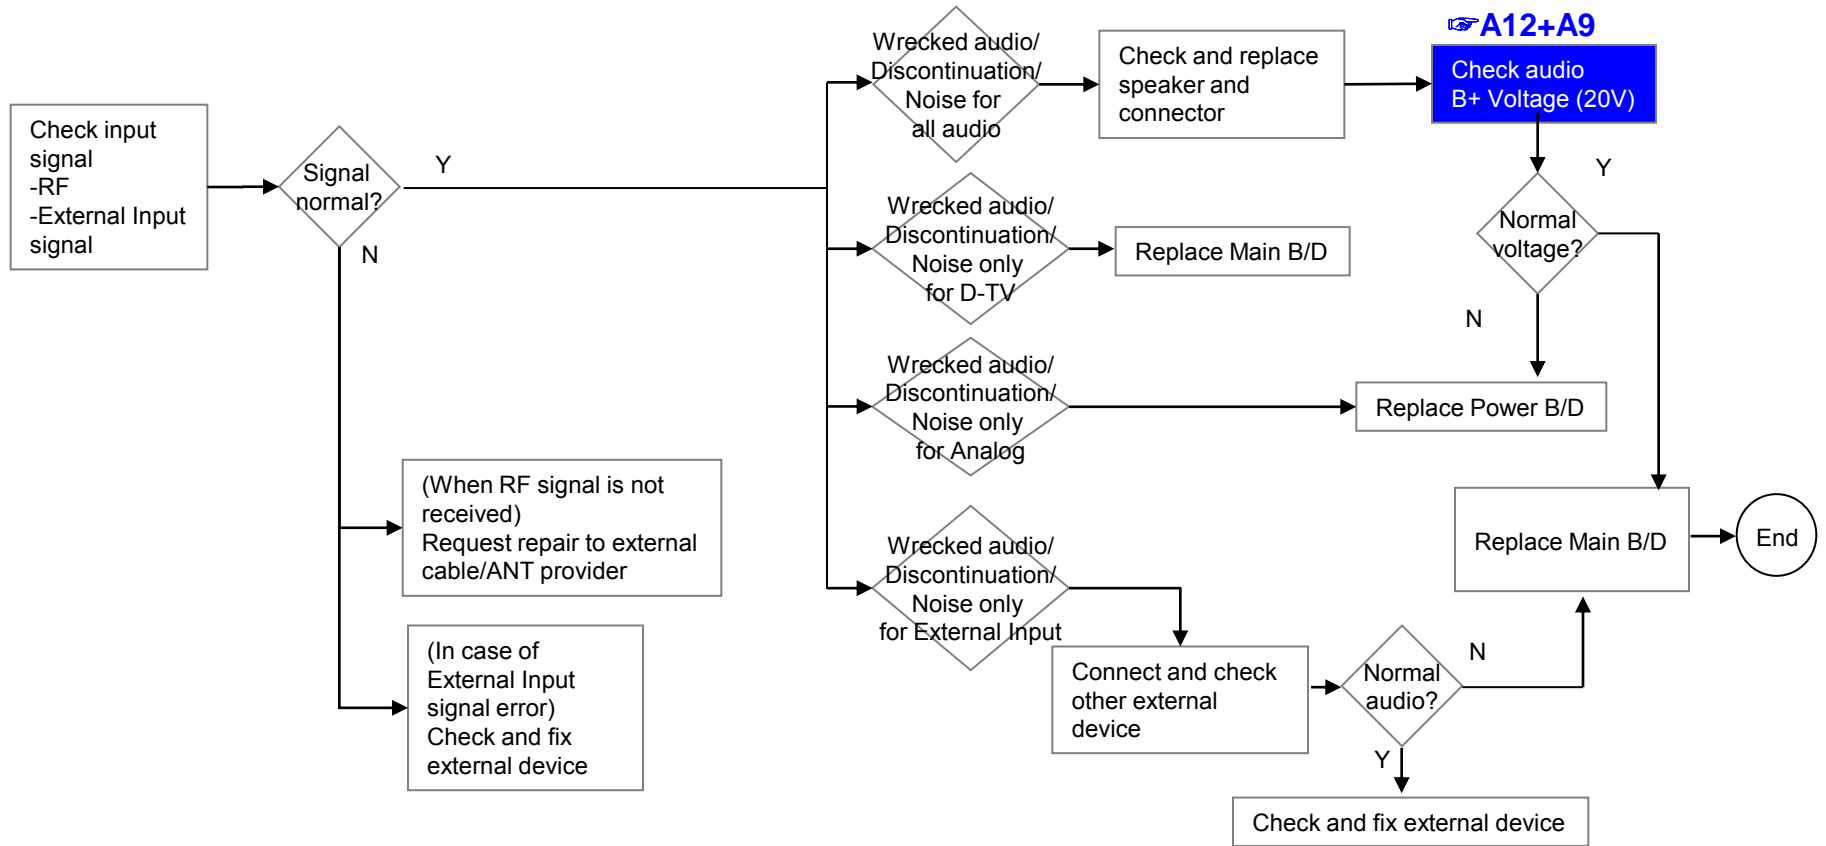 Check input
signal
-RF
-External Input
signal
Signal
normal?
Y
N
(When RF signal is not
received)
Request repair to external
cable/ANT provider
(In case of
External Input
signal error)
Check and fix
external device
Wrecked audio/
Discontinuation/
Noise for
all audio
Check and replace
speaker and
connector
☞A12+A9
Check audio
B+ Voltage (20V)
Y
Normal
voltage?
N
Wrecked audio/
Discontinuation/
Noise only
for D-TV
Replace Main B/D
Wrecked audio/
Discontinuation/
Noise only
for Analog
Replace Power B/D
Wrecked audio/
Discontinuation/
Noise only
for External Input
Connect and check
other external
device
Normal
audio?
N
Y
Replace Main B/D
End
Check and fix external device